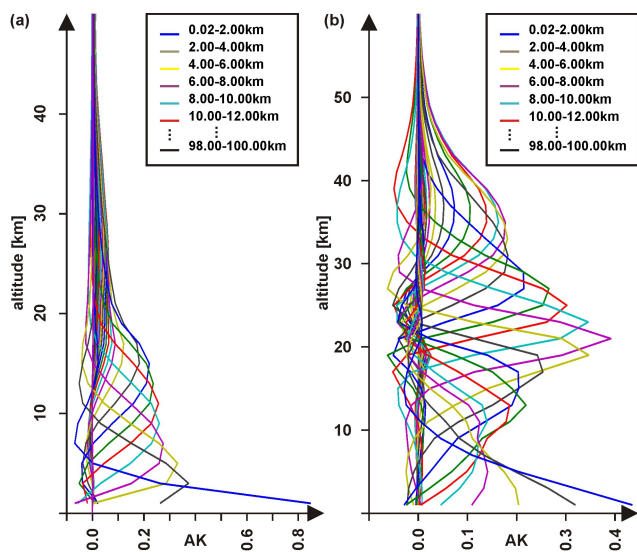 (a)
0.02-2.00km
2.00-4.00km
4.00-6.00km
6.00-8.00km
8.00-10.00km
10.00-12.00km
⋮ ⋮
98.00-100.00km
altitude [km]
40
30
20
10
0.0 0.2 0.4 0.6 0.8
AK
(b)
0.02-2.00km
2.00-4.00km
4.00-6.00km
6.00-8.00km
8.00-10.00km
10.00-12.00km
⋮ ⋮
98.00-100.00km
altitude [km]
50
40
30
20
10
0.0 0.1 0.2 0.3 0.4
AK